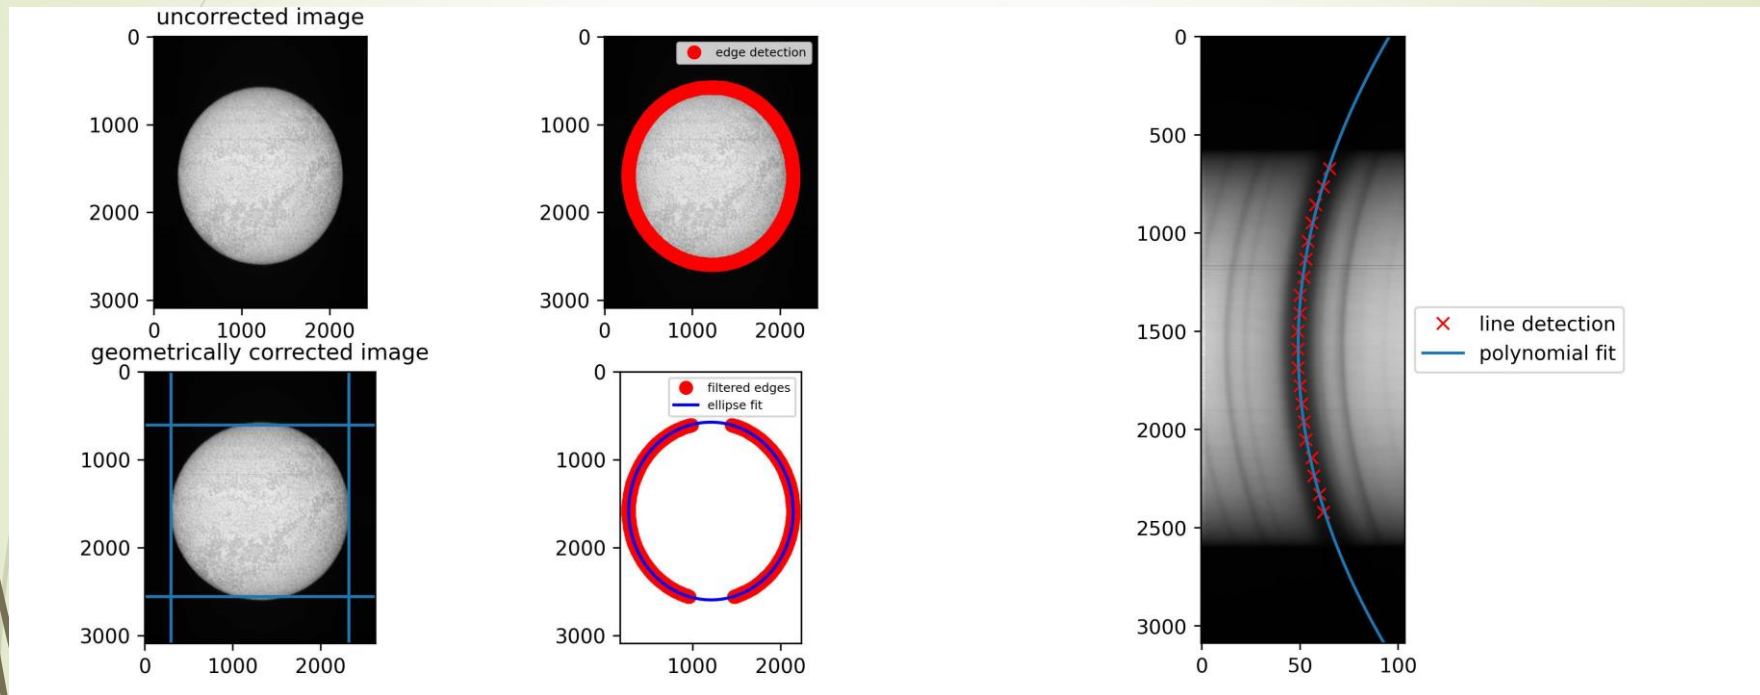 uncorrected image
0
1000
2000
3000
0 1000 2000
edge detection
0
1000
2000
3000
0 1000 2000
geometrically corrected image
0
1000
2000
3000
0 1000 2000
filtered edges
ellipse fit
0
1000
2000
3000
1000 2000
0
500
1000
1500
2000
2500
3000
0 50 100
line detection
polynomial fit